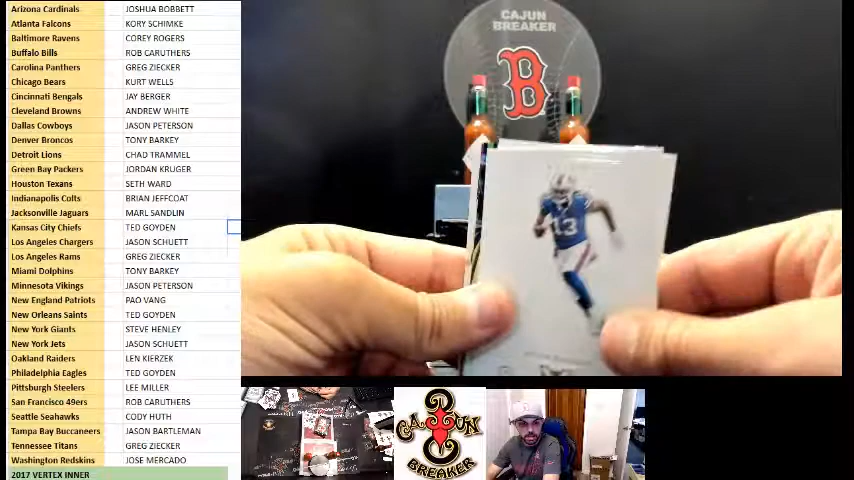 Arizona Cardinals JOSHUA BOBBETT
Atlanta Falcons KORY SCHIMKE
Baltimore Ravens COREY ROGERS
Buffalo Bills ROB CARUTHERS
Carolina Panthers GREG ZIECKER
Chicago Bears KURT WELLS
Cincinnati Bengals JAY BERGER
Cleveland Browns ANDREW WHITE
Dallas Cowboys JASON PETERSON
Denver Broncos TONY BARKEY
Detroit Lions CHAD TRAMMEL
Green Bay Packers JORDAN KRUGER
Houston Texans SETH WARD
Indianapolis Colts BRIAN JEFFCOAT
Jacksonville Jaguars MARL SANDLIN
Kansas City Chiefs TED GOYDEN
Los Angeles Chargers JASON SCHUETT
Los Angeles Rams GREG ZIECKER
Miami Dolphins TONY BARKEY
Minnesota Vikings JASON PETERSON
New England Patriots PAO VANG
New Orleans Saints TED GOYDEN
New York Giants STEVE HENLEY
New York Jets JASON SCHUETT
Oakland Raiders LEN KIERZEK
Philadelphia Eagles TED GOYDEN
Pittsburgh Steelers LEE MILLER
San Francisco 49ers ROB CARUTHERS
Seattle Seahawks CODY HUTH
Tampa Bay Buccaneers JASON BARTLEMAN
Tennessee Titans GREG ZIECKER
Washington Redskins JOSE MERCADO
2017 VERTEX INNER
CAJUN
BREAKER
B
13
CAJUN
BREAKER